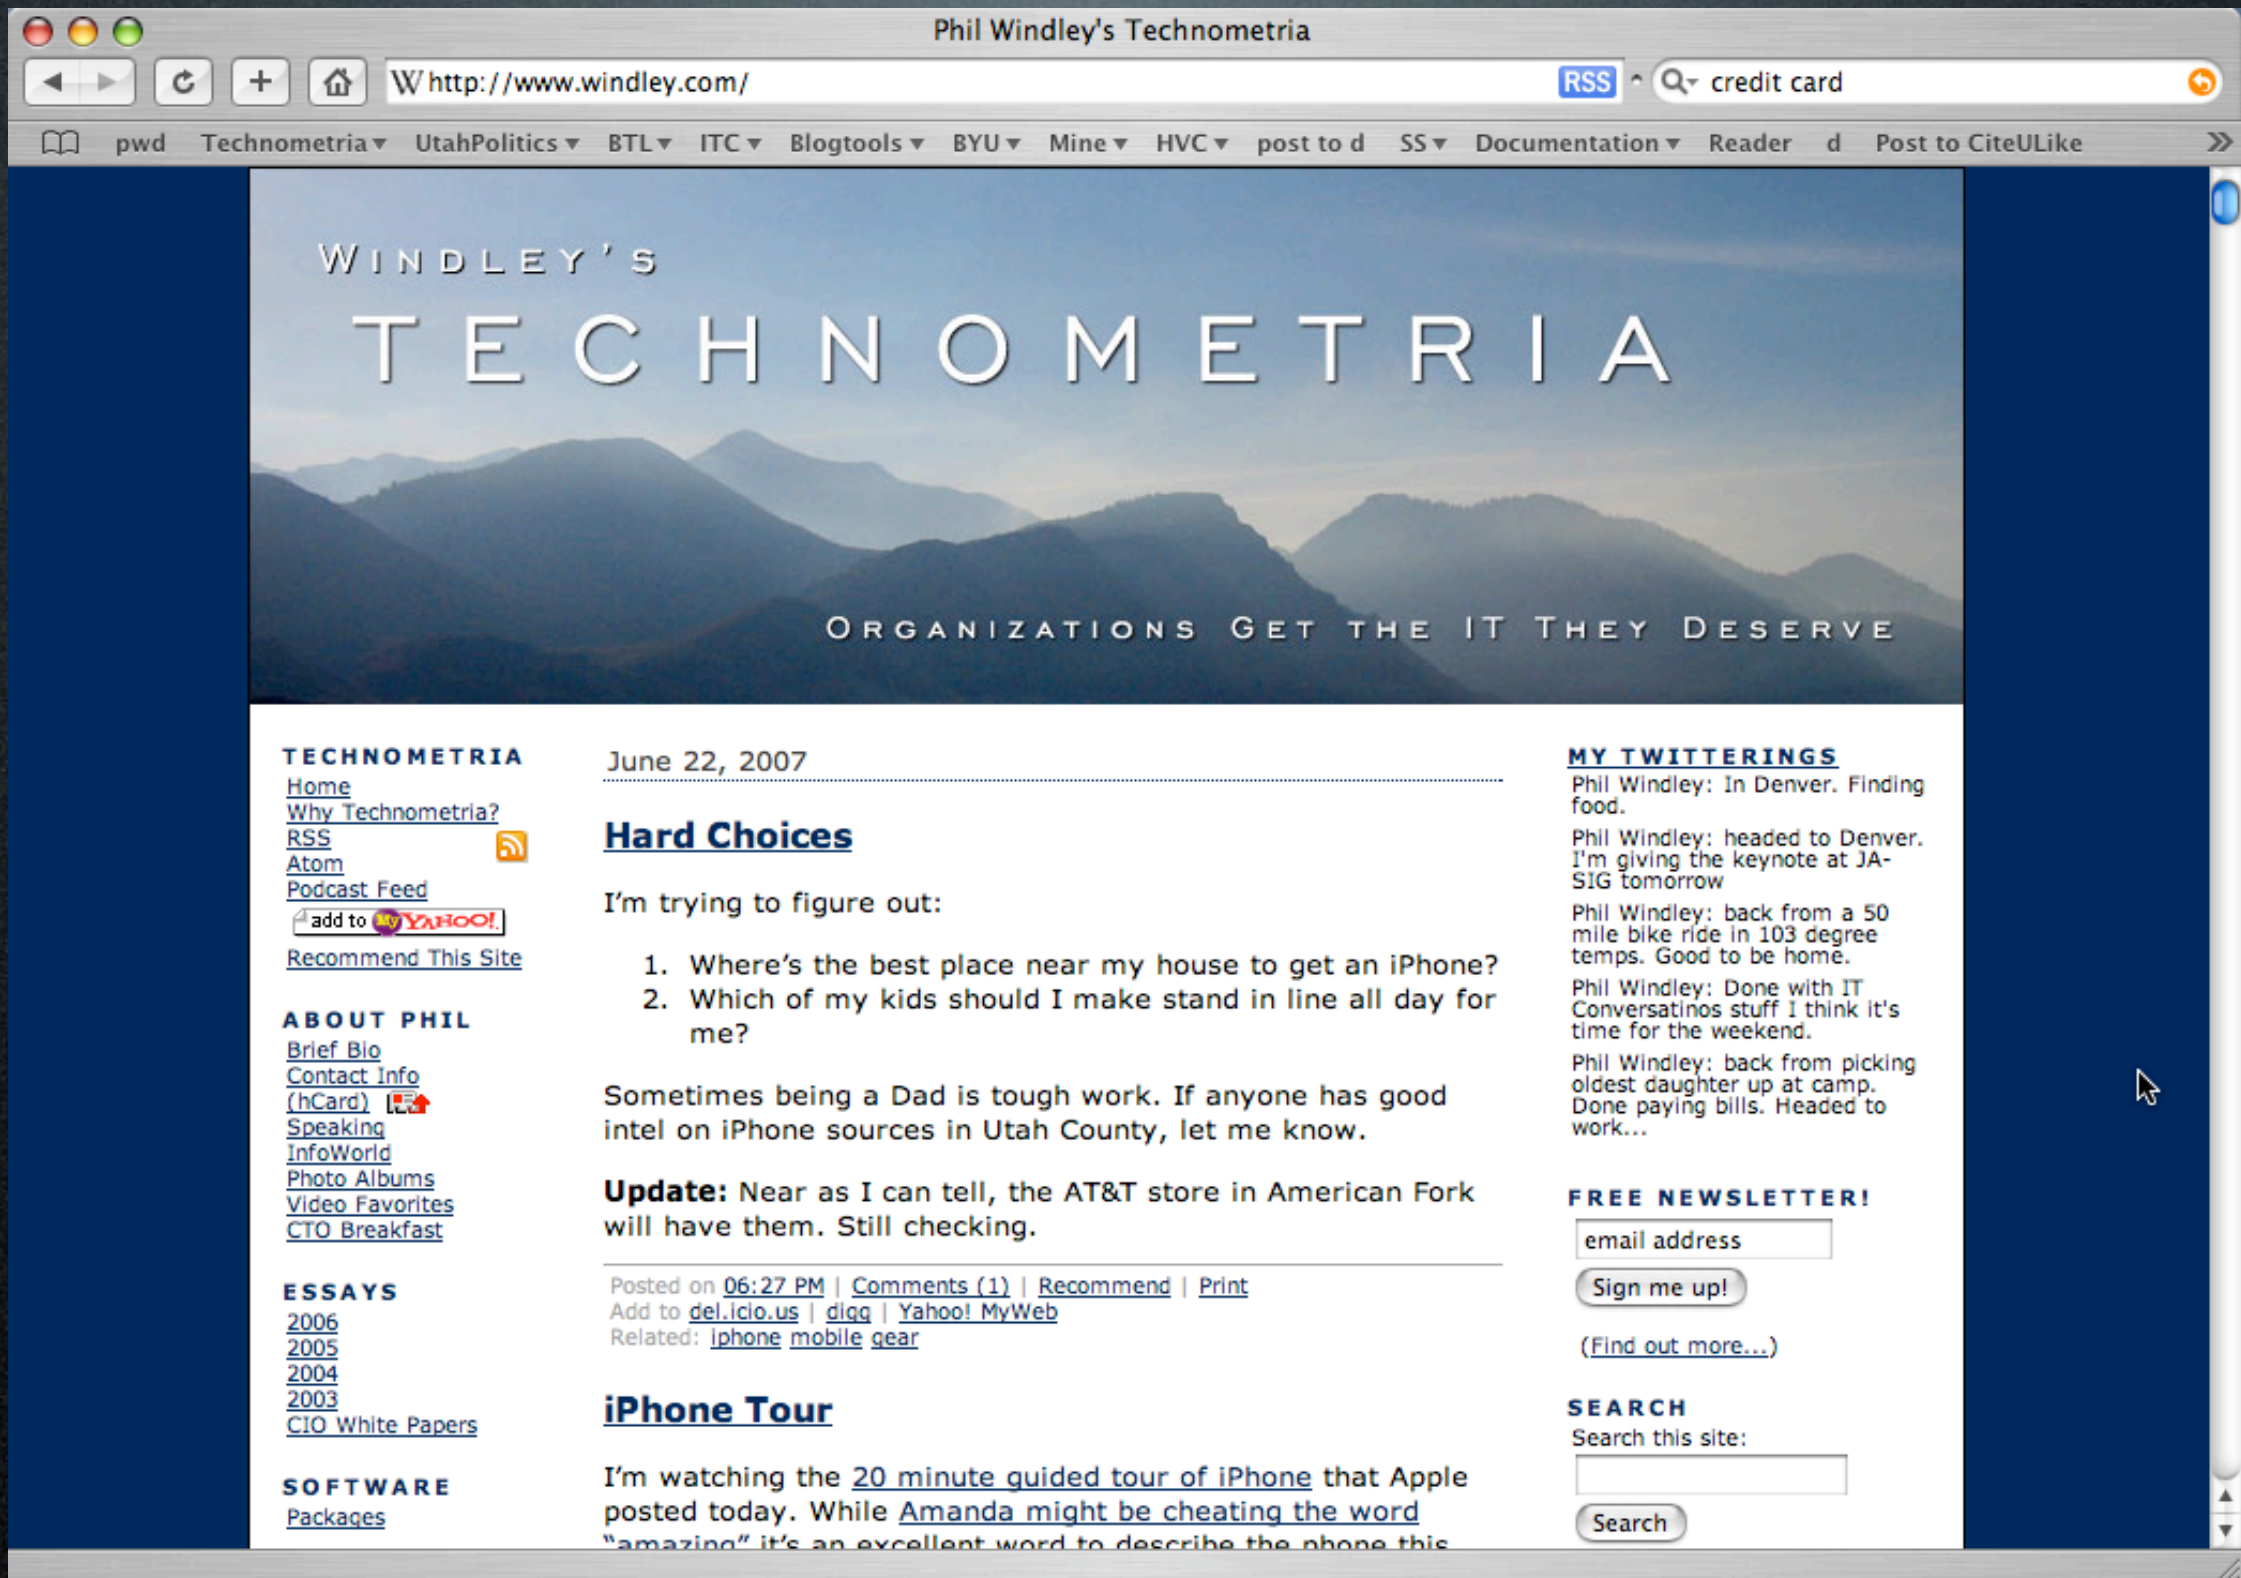 Phil Windley's Technometria
http://www.windley.com/
RSS
credit card
pwd Technometria UtahPolitics BTL ITC Blogtools BYU Mine HVC post to d SS Documentation Reader d Post to CiteULike
WINDLEY'S
TECHNOMETRIA
ORGANIZATIONS GET THE IT THEY DESERVE
TECHNOMETRIA
Home
Why Technometria?
RSS
Atom
Podcast Feed
add to My YAHOO!
Recommend This Site
ABOUT PHIL
Brief Bio
Contact Info
(hCard)
Speaking
InfoWorld
Photo Albums
Video Favorites
CTO Breakfast
ESSAYS
2006
2005
2004
2003
CIO White Papers
SOFTWARE
Packages
June 22, 2007
Hard Choices
I’m trying to figure out:
1. Where’s the best place near my house to get an iPhone?
2. Which of my kids should I make stand in line all day for
me?
Sometimes being a Dad is tough work. If anyone has good
intel on iPhone sources in Utah County, let me know.
Update: Near as I can tell, the AT&T store in American Fork
will have them. Still checking.
Posted on 06:27 PM | Comments (1) | Recommend | Print
Add to del.icio.us | digg | Yahoo! MyWeb
Related: iphone mobile gear
iPhone Tour
I’m watching the 20 minute guided tour of iPhone that Apple
posted today. While Amanda might be cheating the word
“amazing” it’s an excellent word to describe the phone this
MY TWITTERINGS
Phil Windley: In Denver. Finding
food.
Phil Windley: headed to Denver.
I'm giving the keynote at JA-
SIG tomorrow
Phil Windley: back from a 50
mile bike ride in 103 degree
temps. Good to be home.
Phil Windley: Done with IT
Conversatinos stuff I think it's
time for the weekend.
Phil Windley: back from picking
oldest daughter up at camp.
Done paying bills. Headed to
work...
FREE NEWSLETTER!
email address
Sign me up!
(Find out more...)
SEARCH
Search this site:
Search